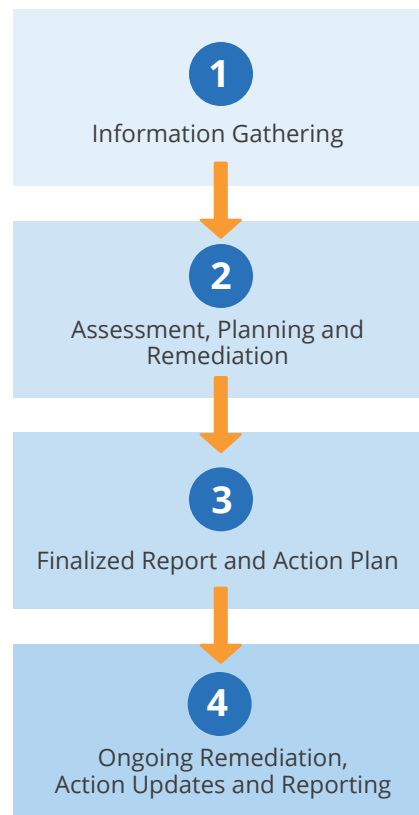 1
Information Gathering
2
Assessment, Planning and
Remediation
3
Finalized Report and Action Plan
4
Ongoing Remediation,
Action Updates and Reporting